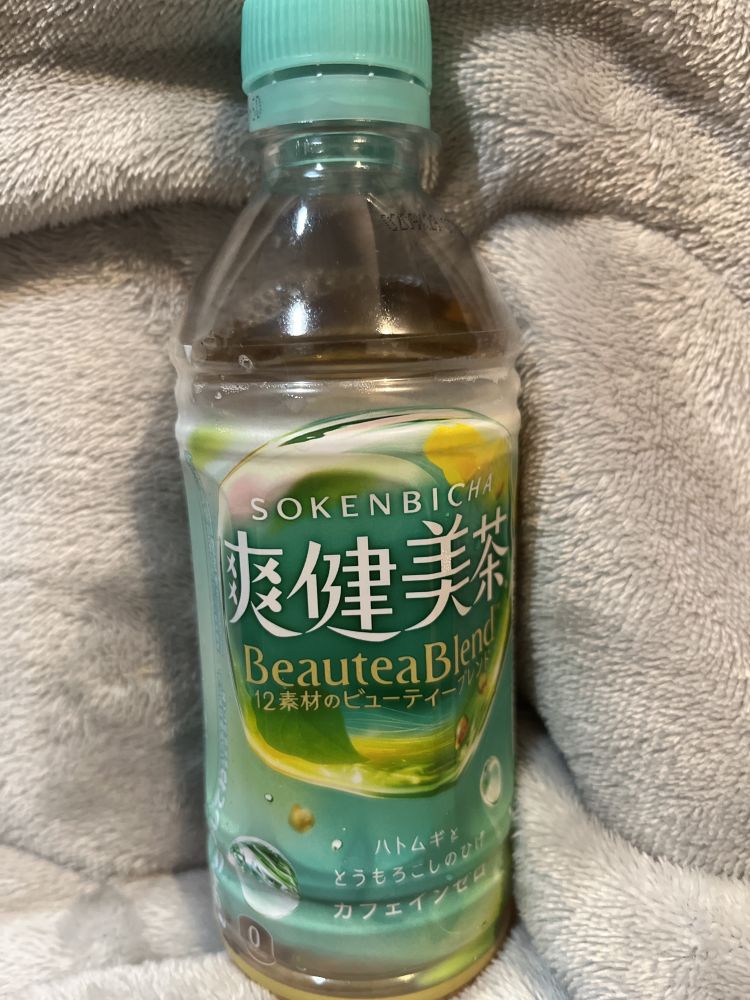 SOKENBICHA
爽健美茶
BeauteaBlend
12素材のビューティーブレンド
ハトムギと
とうもろこしのひげ
カフェインゼロ
0